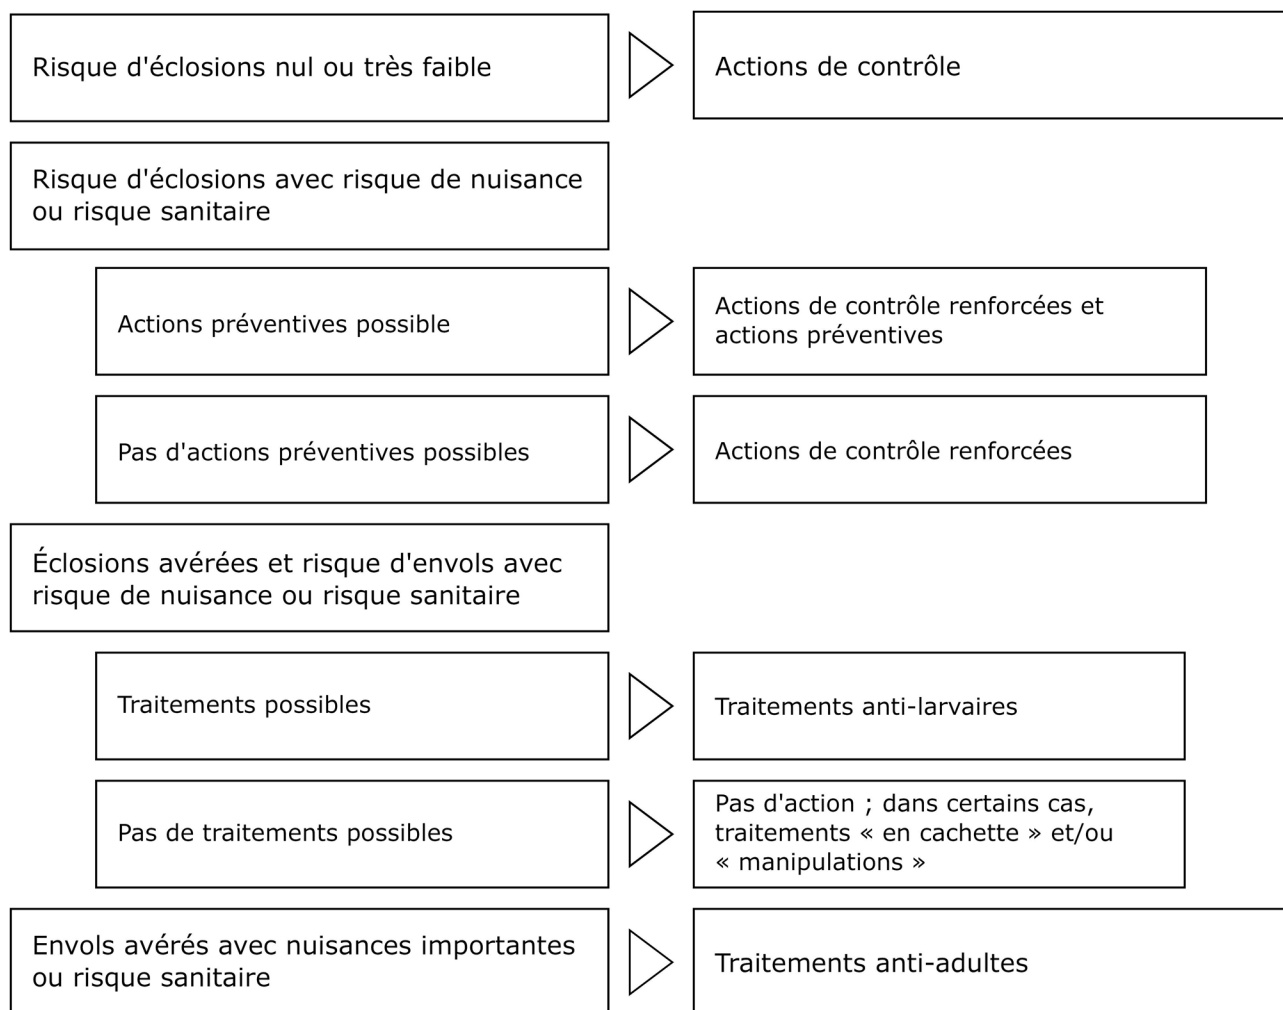 Risque d'éclosions nul ou très faible
Actions de contrôle
Risque d'éclosions avec risque de nuisance
ou risque sanitaire
Actions préventives possible
Actions de contrôle renforcées et
actions préventives
Pas d'actions préventives possibles
Actions de contrôle renforcées
Éclosions avérées et risque d'envols avec
risque de nuisance ou risque sanitaire
Traitements possibles
Traitements anti-larvaires
Pas de traitements possibles
Pas d'action ; dans certains cas,
traitements « en cachette » et/ou
« manipulations »
Envols avérés avec nuisances importantes
ou risque sanitaire
Traitements anti-adultes